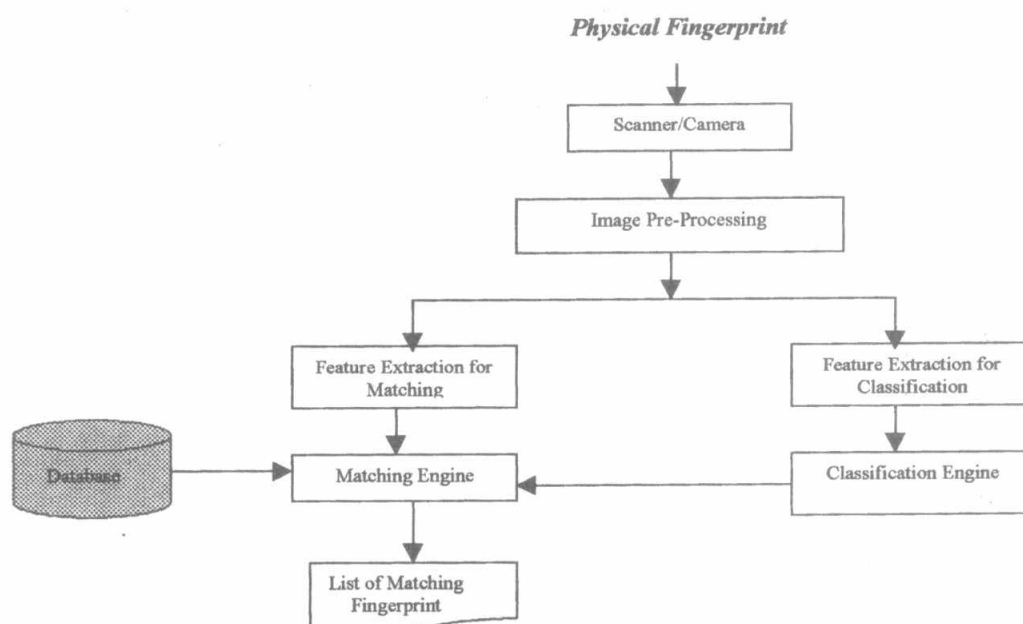 Physical Fingerprint
Scanner/Camera
Image Pre-Processing
Feature Extraction for
Matching
Feature Extraction for
Classification
Database
Matching Engine
Classification Engine
List of Matching
Fingerprint